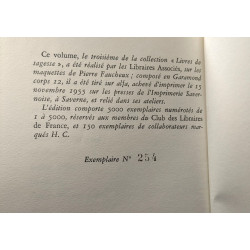 Ce volume, le troisième de la collection « Livres de
sagesse », a été réalisé par les Libraires Associés, sur
les maquettes de Pierre Faucheux ; composé en Garamond
corps 12, il a été tiré sur alfa, achevé d'imprimer le 15
novembre 1955 sur les presses de l'Imprimerie Saver-
noise, à Saverne, et relié dans ses ateliers.
L'édition comporte 5000 exemplaires numérotés de
1 à 5000, réservés aux membres du Club des Libraires
de France, et 150 exemplaires de collaborateurs mar-
qués H. C.
Exemplaire N° 254